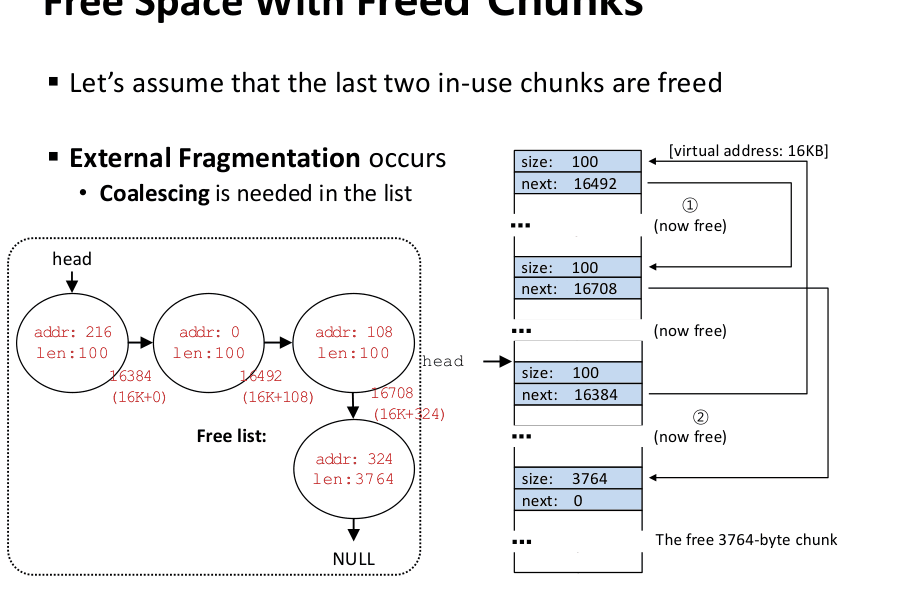 Free Space With Freed Chunks
▪ Let's assume that the last two in-use chunks are freed
▪ External Fragmentation occurs
• Coalescing is needed in the list
head
addr: 216
len:100
addr: 0
len:100
addr: 108
len:100
16384
(16K+0)
16492
(16K+108)
16708
(16K+324)
Free list:
addr: 324
len:3764
NULL
[virtual address: 16KB]
size: 100
next: 16492
①
...
(now free)
size: 100
next: 16708
...
(now free)
head
size: 100
next: 16384
②
...
(now free)
size: 3764
next: 0
...
The free 3764-byte chunk